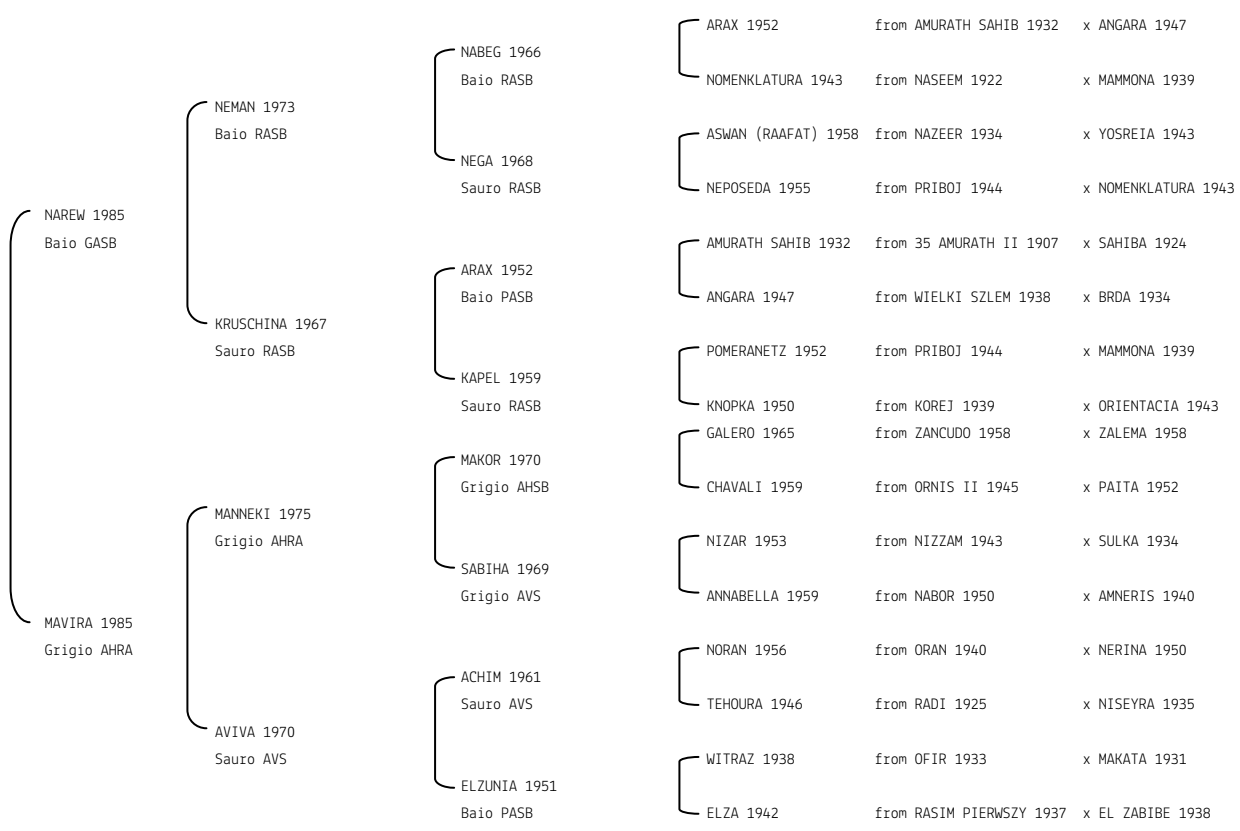 ARAX 1952 from AMURATH SAHIB 1932 x ANGARA 1947
NABEG 1966
Baio RASB
NOMENKLATURA 1943 from NASEEM 1922 x MAMMONA 1939
NEMAN 1973
Baio RASB
ASWAN (RAAFAT) 1958 from NAZEER 1934 x YOSREIA 1943
NEGA 1968
Sauro RASB
NEPOSEDA 1955 from PRIBOJ 1944 x NOMENKLATURA 1943
NAREW 1985
Baio GASB
AMURATH SAHIB 1932 from 35 AMURATH II 1907 x SAHIBA 1924
ARAX 1952
Baio PASB
ANGARA 1947 from WIELKI SZLEM 1938 x BRDA 1934
KRUSCHINA 1967
Sauro RASB
POMERANETZ 1952 from PRIBOJ 1944 x MAMMONA 1939
KAPEL 1959
Sauro RASB
KNOPKA 1950 from KOREJ 1939 x ORIENTACIA 1943
GALERO 1965 from ZANCUDO 1958 x ZALEMA 1958
MAKOR 1970
Grigio AHSB
CHAVALI 1959 from ORNIS II 1945 x PAITA 1952
MANNEKI 1975
Grigio AHRA
NIZAR 1953 from NIZZAM 1943 x SULKA 1934
SABIHA 1969
Grigio AVS
ANNABELLA 1959 from NABOR 1950 x AMNERIS 1940
MAVIRA 1985
Grigio AHRA
NORAN 1956 from ORAN 1940 x NERINA 1950
ACHIM 1961
Sauro AVS
TEHOURA 1946 from RADI 1925 x NISEYRA 1935
AVIVA 1970
Sauro AVS
WITRAZ 1938 from OFIR 1933 x MAKATA 1931
ELZUNIA 1951
Baio PASB
ELZA 1942 from RASIM PIERWSZY 1937 x EL ZABIBE 1938